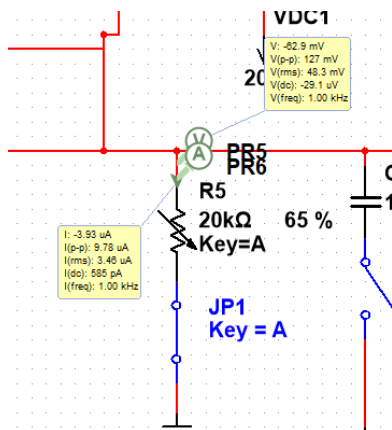 VDC1
V: -62.9 mV
V(p-p): 127 mV
V(rms): 48.3 mV
V(dc): -29.1 uV
V(freq): 1.00 kHz
20
V
A
PR5
PR6
R5
20kΩ
65 %
Key=A
I: -3.93 uA
I(p-p): 9.78 uA
I(rms): 3.46 uA
I(dc): 585 pA
I(freq): 1.00 kHz
JP1
Key = A